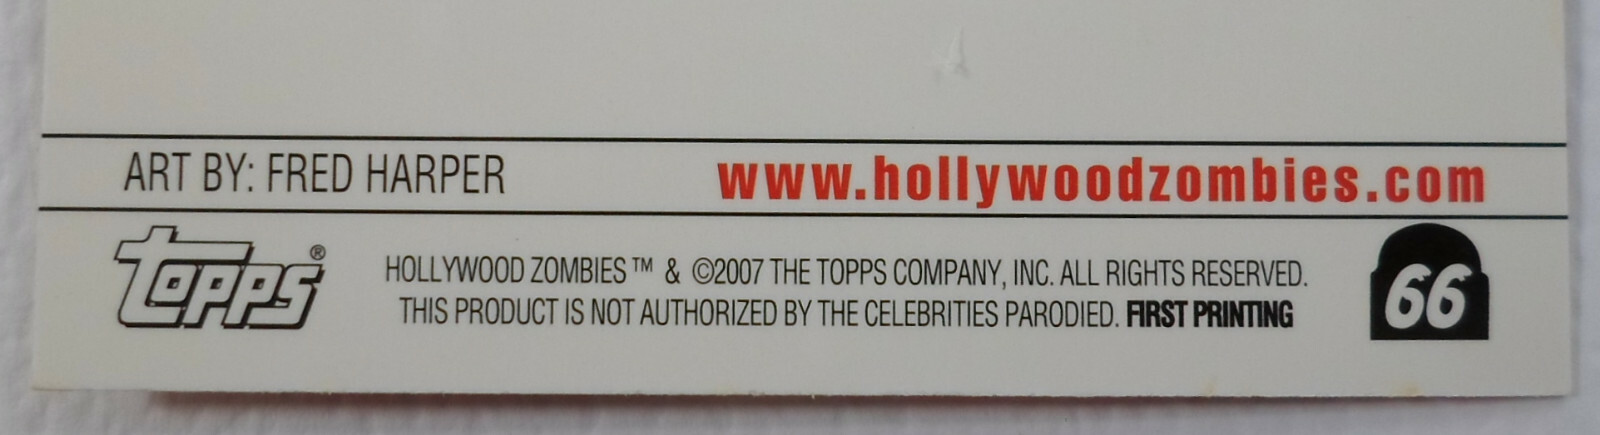 ART BY: FRED HARPER
www.hollywoodzombies.com
Topps®
HOLLYWOOD ZOMBIES™ & ©2007 THE TOPPS COMPANY, INC. ALL RIGHTS RESERVED.
THIS PRODUCT IS NOT AUTHORIZED BY THE CELEBRITIES PARODIED. FIRST PRINTING
66